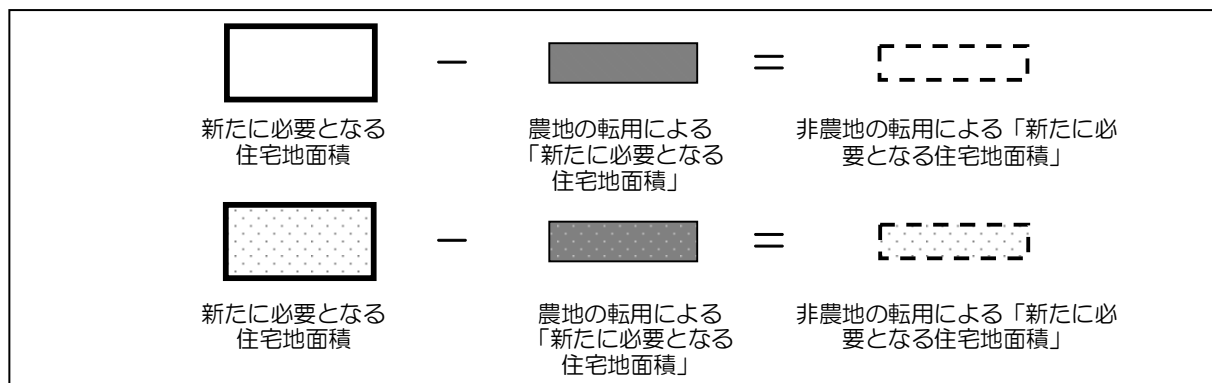 － ＝
新たに必要となる
住宅地面積
農地の転用による
「新たに必要となる
住宅地面積」
非農地の転用による「新たに必
要となる住宅地面積」
－ ＝
新たに必要となる
住宅地面積
農地の転用による
「新たに必要となる
住宅地面積」
非農地の転用による「新たに必
要となる住宅地面積」